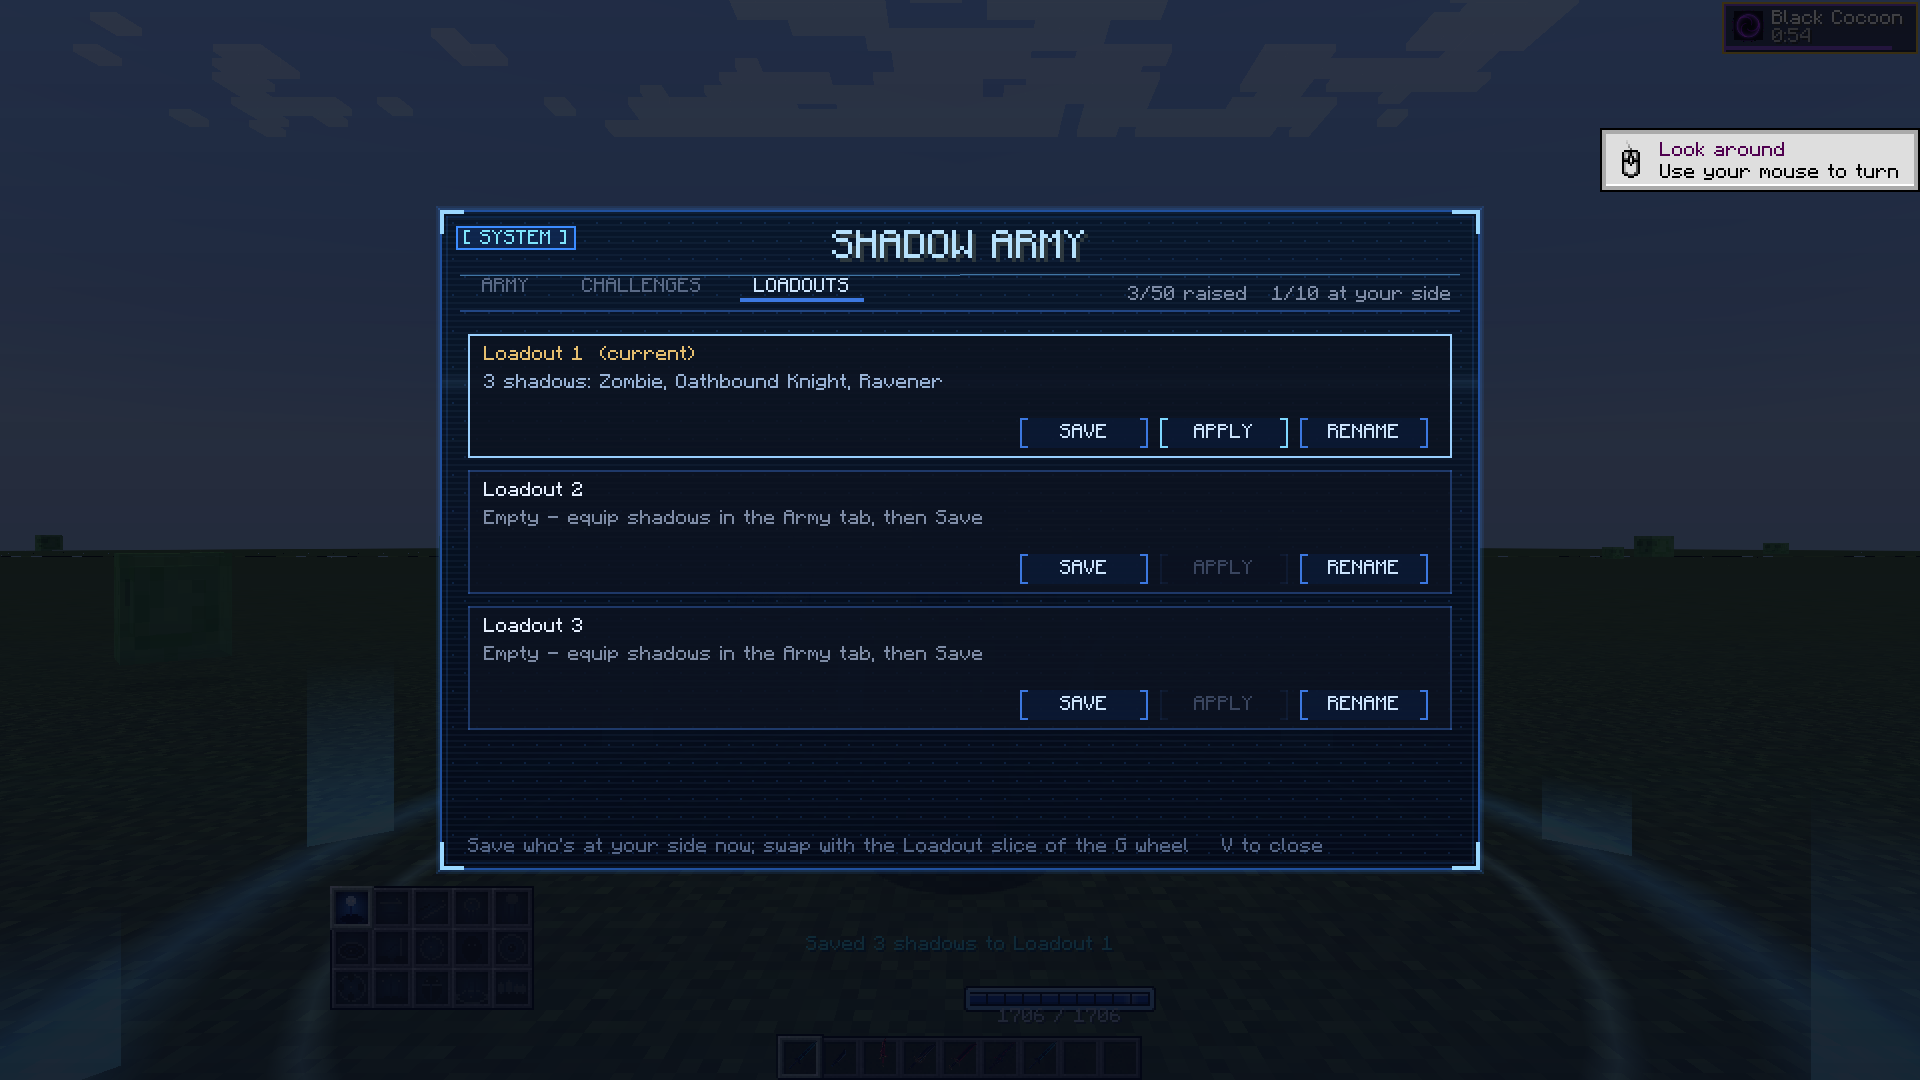 Black Cocoon
0:54
Look around
Use your mouse to turn
[ SYSTEM ]
SHADOW ARMY
ARMY CHALLENGES LOADOUTS
3/50 raised 1/10 at your side
Loadout 1 (current)
3 shadows: Zombie, Oathbound Knight, Ravener
[ SAVE ] [ APPLY ] [ RENAME ]
Loadout 2
Empty - equip shadows in the Army tab, then Save
[ SAVE ] [ APPLY ] [ RENAME ]
Loadout 3
Empty - equip shadows in the Army tab, then Save
[ SAVE ] [ APPLY ] [ RENAME ]
Save who's at your side now; swap with the Loadout slice of the G wheel V to close
Saved 3 shadows to Loadout 1
1706 / 1706